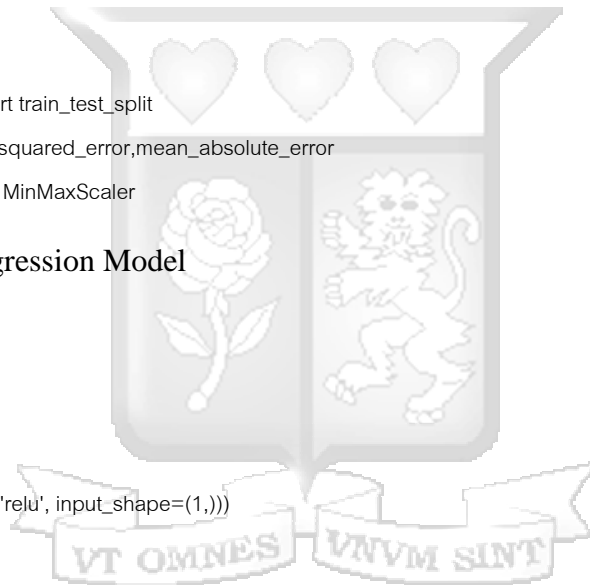 rt train_test_split
squared_error,mean_absolute_error
MinMaxScaler
gression Model
'relu', input_shape=(1,)))
VT OMNES VNVM SINT